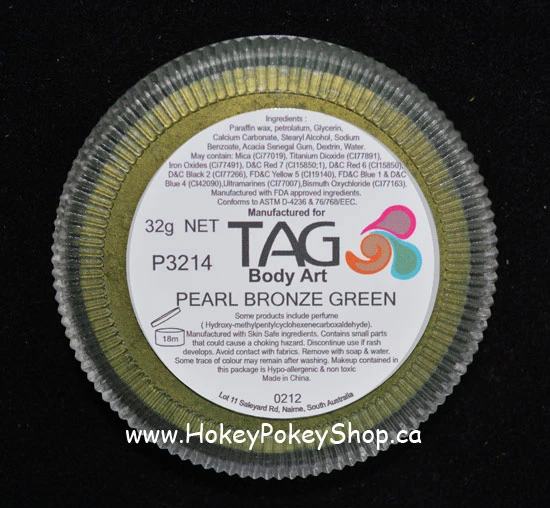 Ingredients :
Paraffin wax, petrolatum, Glycerin,
Calcium Carbonate, Stearyl Alcohol, Sodium
Benzoate, Acacia Senegal Gum, Dextrin, Water.
May contain: Mica (Ci77019), Titanium Dioxide (CI77891),
Iron Oxides (Ci77491), D&C Red 7 (CI15850;1), D&C Red 6 (CI15850),
D&C Black 2 (CI77266), FD&C Yellow 5 (CI19140), FD&C Blue 1 & D&C
Blue 4 (CI42090),Ultramarines (CI77007),Bismuth Oxychloride (CI77163).
Manufactured with FDA approved ingredients.
Conforms to ASTM D-4236 & 76/768/EEC.
Manufactured for
32g NET
TAG
P3214
Body Art
PEARL BRONZE GREEN
Some products include perfume
( Hydroxy-methylpentylcyclohexenecarboxaldehyde).
18m
Manufactured with Skin Safe ingredients. Contains small parts
that could cause a choking hazard. Discontinue use if rash
develops. Avoid contact with fabrics. Remove with soap & water.
Some trace of colour may remain after washing. Makeup contained in
this package is Hypo-allergenic & non toxic
Made in China.
0212
Lot 11 Saleyard Rd, Nairne, South Australia
www.HokeyPokeyShop.ca